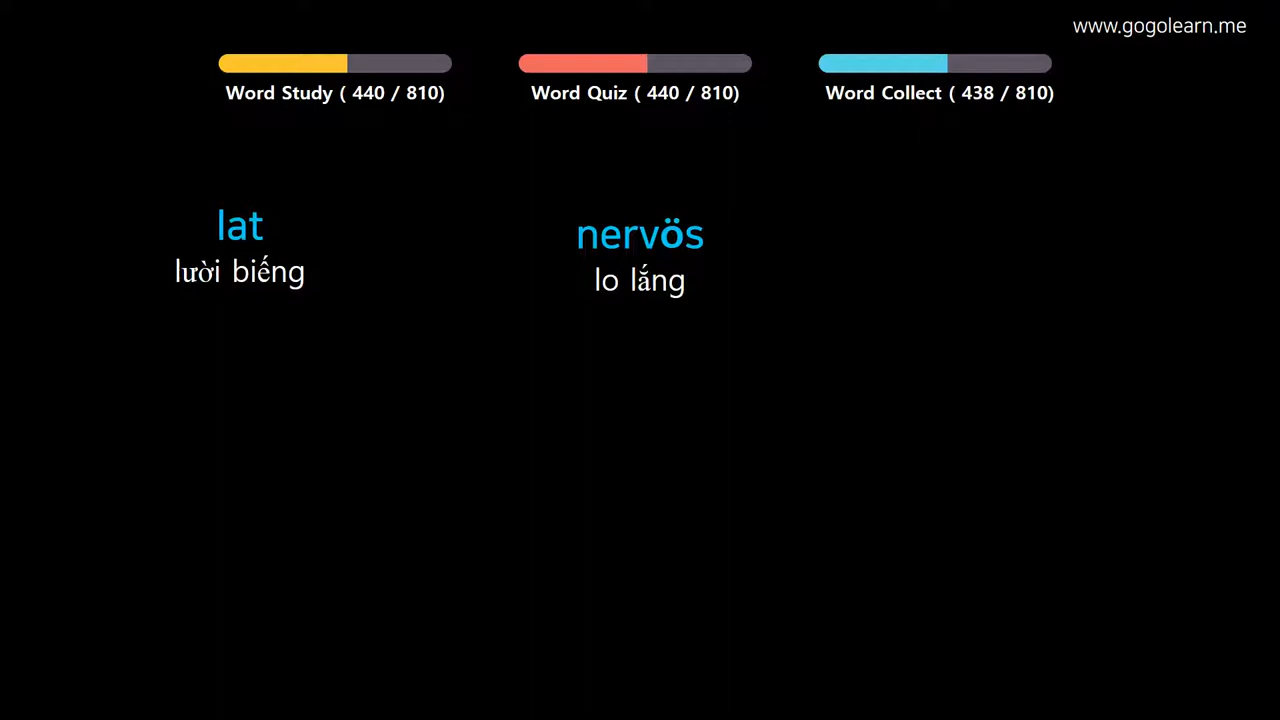 www.gogolearn.me
Word Study ( 440 / 810)
Word Quiz ( 440 / 810)
Word Collect ( 438 / 810)
lat
lười biếng
nervös
lo lắng